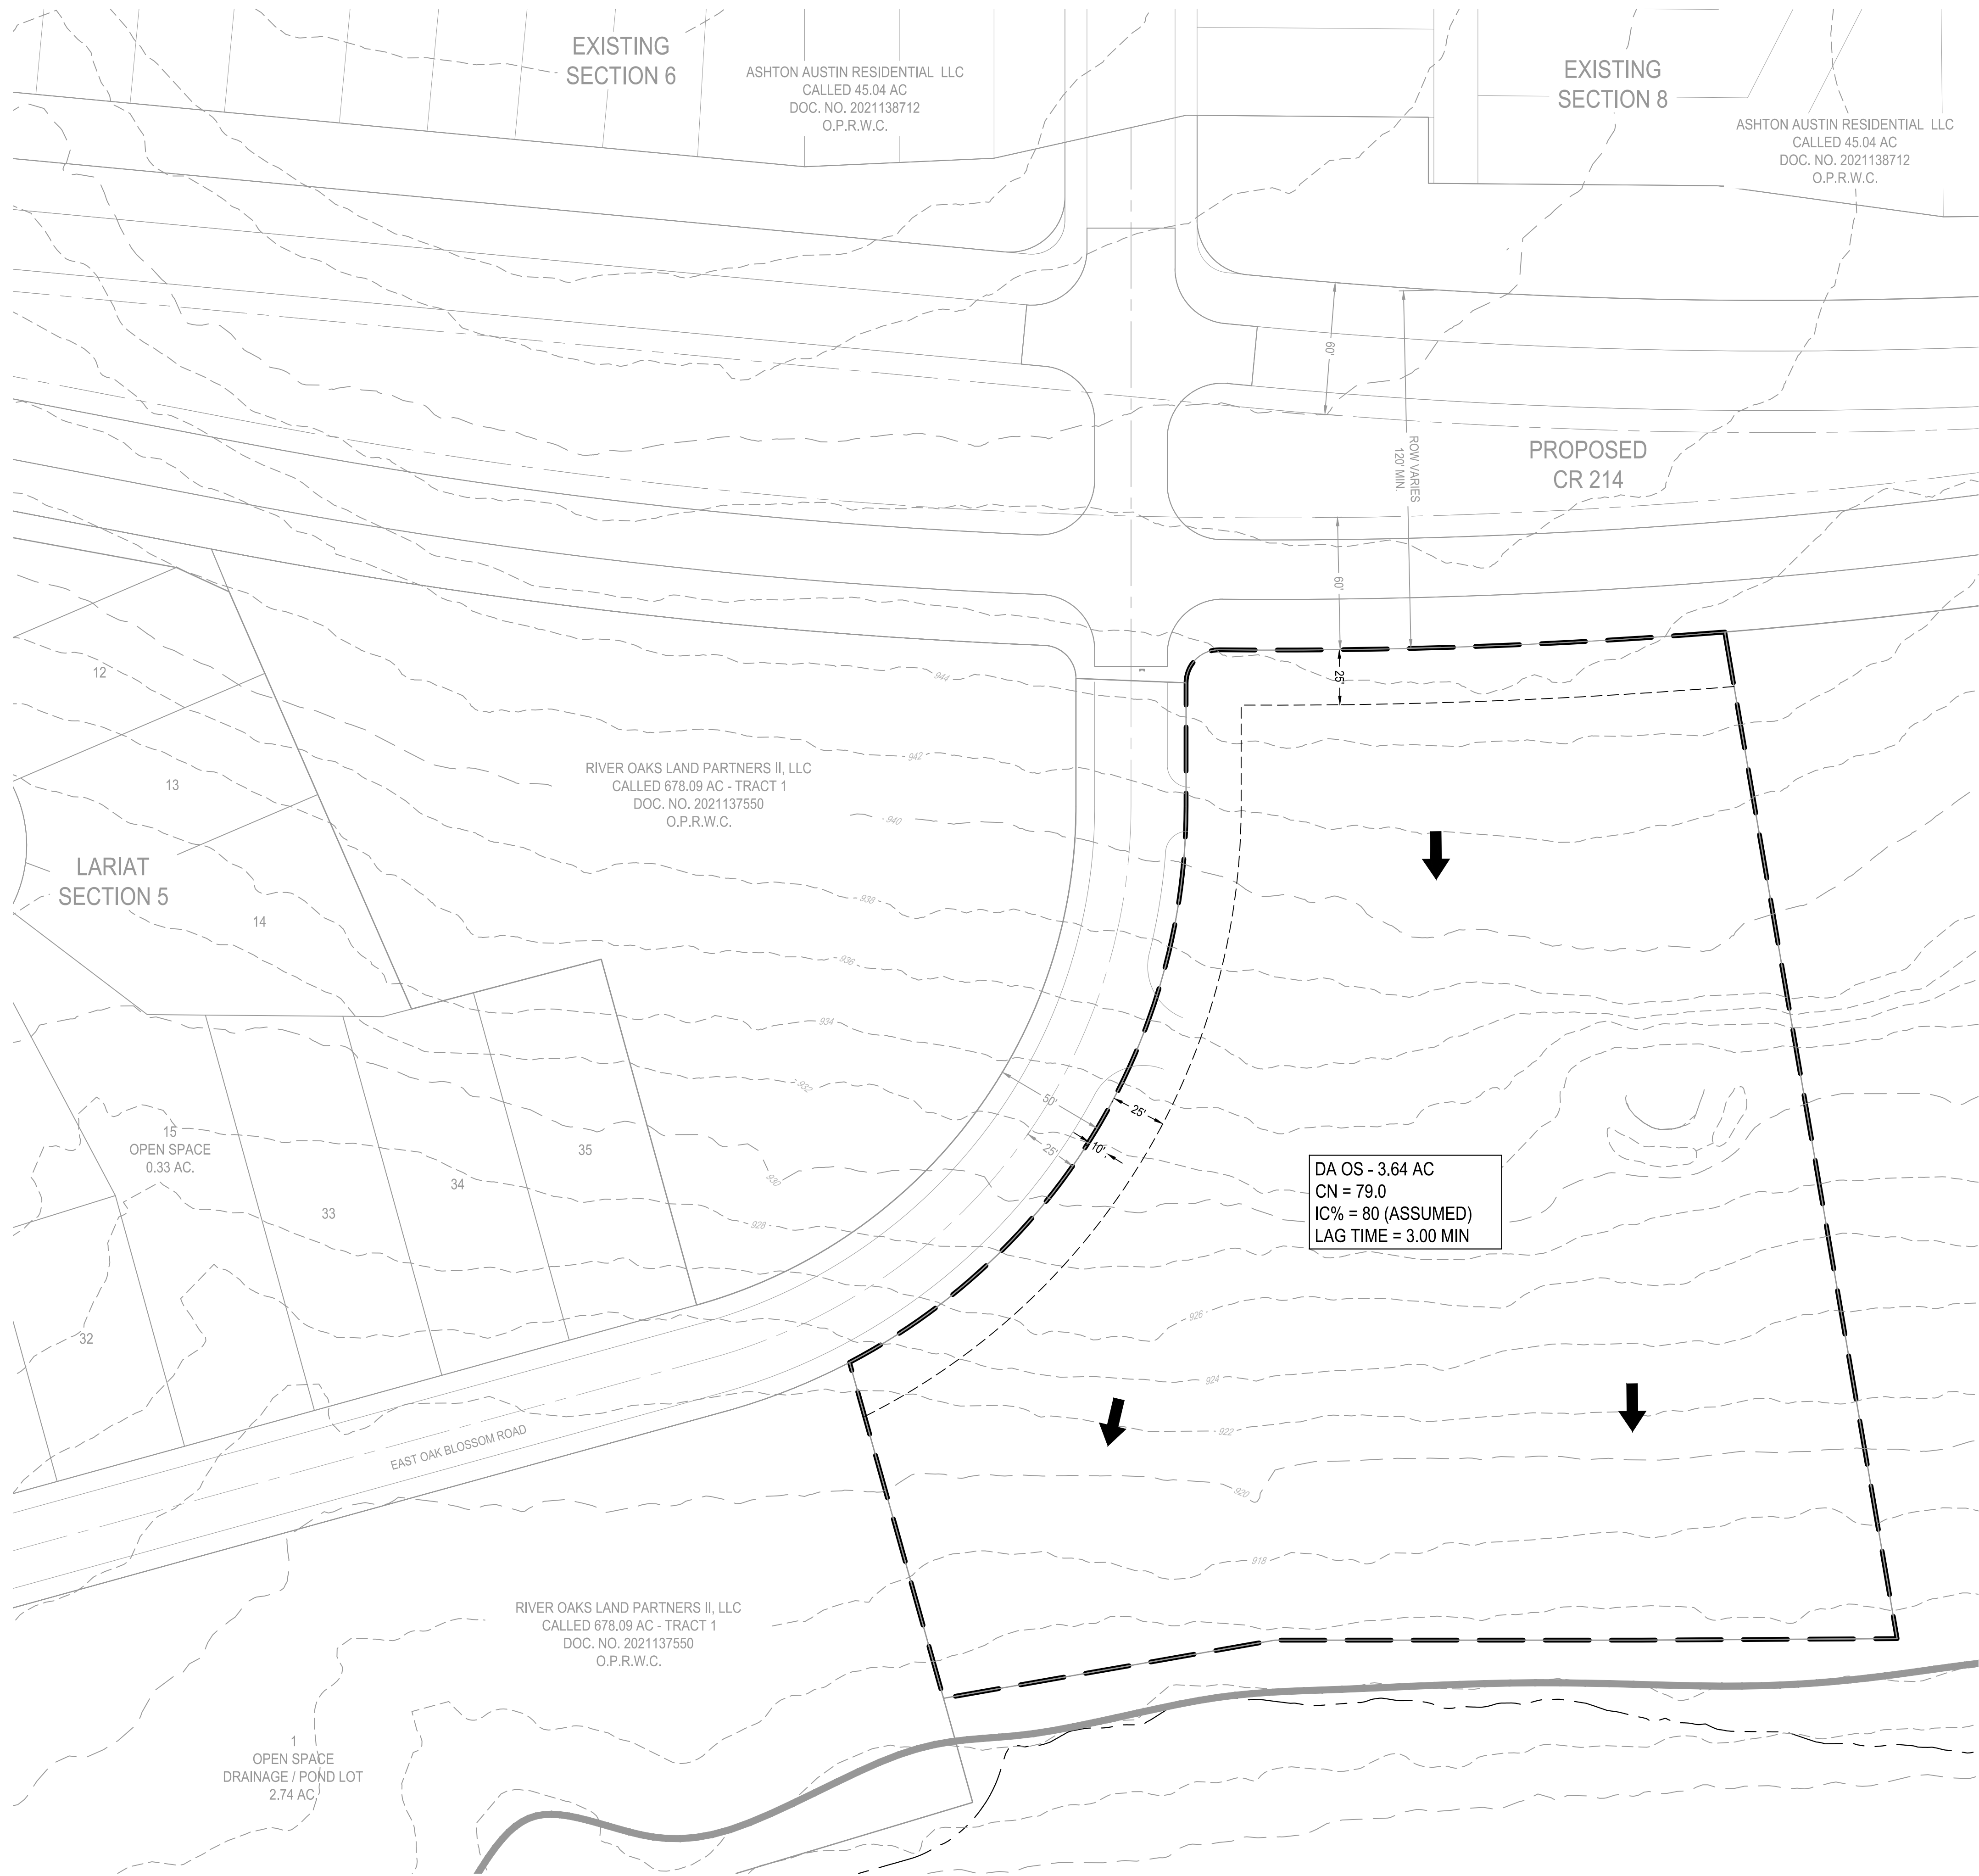 EXISTING
SECTION 6
ASHTON AUSTIN RESIDENTIAL LLC
CALLED 45.04 AC
DOC. NO. 2021138712
O.P.R.W.C.
EXISTING
SECTION 8
ASHTON AUSTIN RESIDENTIAL LLC
CALLED 45.04 AC
DOC. NO. 2021138712
O.P.R.W.C.
60'
ROW VARIES
120' MIN.
PROPOSED
CR 214
60'
25'
12
13
14
LARIAT
SECTION 5
RIVER OAKS LAND PARTNERS II, LLC
CALLED 678.09 AC - TRACT 1
DOC. NO. 2021137550
O.P.R.W.C.
944
942
940
938
936
934
932
930
928
50'
25'
25'
10'
15
OPEN SPACE
0.33 AC.
35
34
33
32
DA OS - 3.64 AC
CN = 79.0
IC% = 80 (ASSUMED)
LAG TIME = 3.00 MIN
926
924
922
920
918
EAST OAK BLOSSOM ROAD
RIVER OAKS LAND PARTNERS II, LLC
CALLED 678.09 AC - TRACT 1
DOC. NO. 2021137550
O.P.R.W.C.
1
OPEN SPACE
DRAINAGE / POND LOT
2.74 AC.